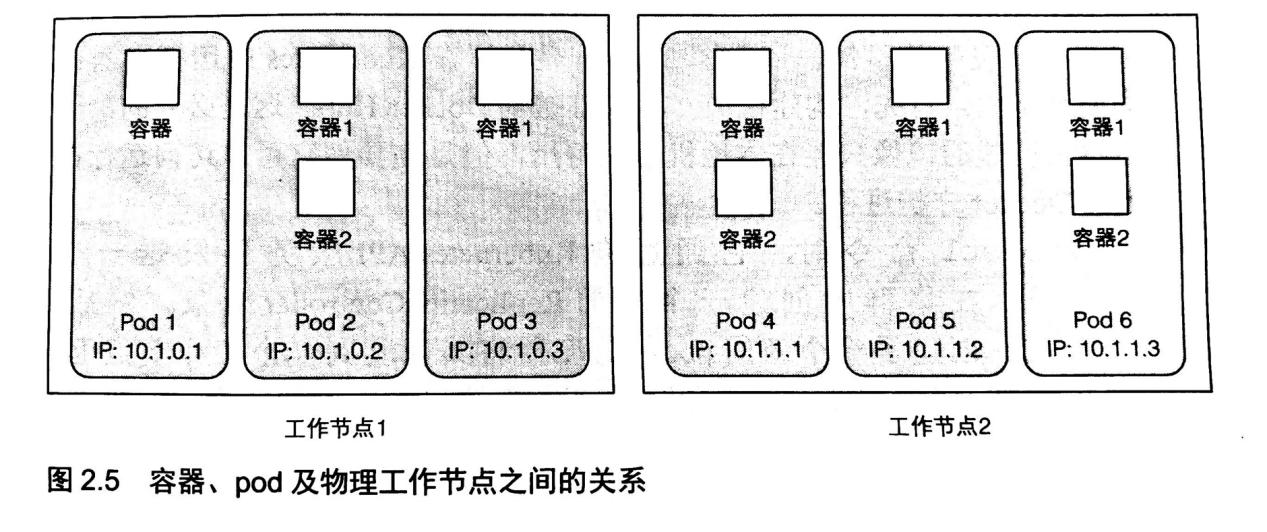 容器
容器1
容器1
容器
容器1
容器1
容器2
容器2
容器2
Pod 1
IP: 10.1.0.1
Pod 2
IP: 10.1.0.2
Pod 3
IP: 10.1.0.3
Pod 4
IP: 10.1.1.1
Pod 5
IP: 10.1.1.2
Pod 6
IP: 10.1.1.3
工作节点1
工作节点2
图 2.5 容器、pod 及物理工作节点之间的关系